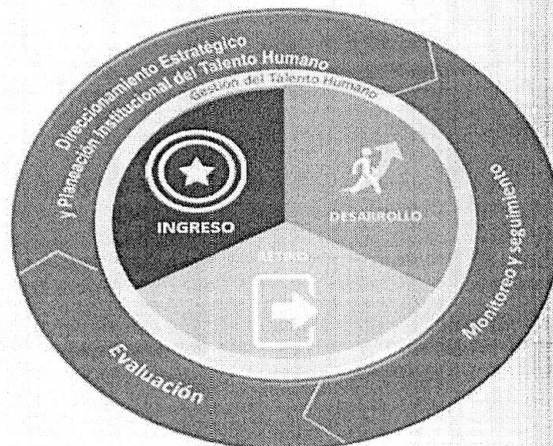 Direccionamiento Estratégico
y Planeación Institucional del Talento Humano
Gestión del Talento Humano
INGRESO
DESARROLLO
RETIRO
Monitoreo y seguimiento
Evaluación